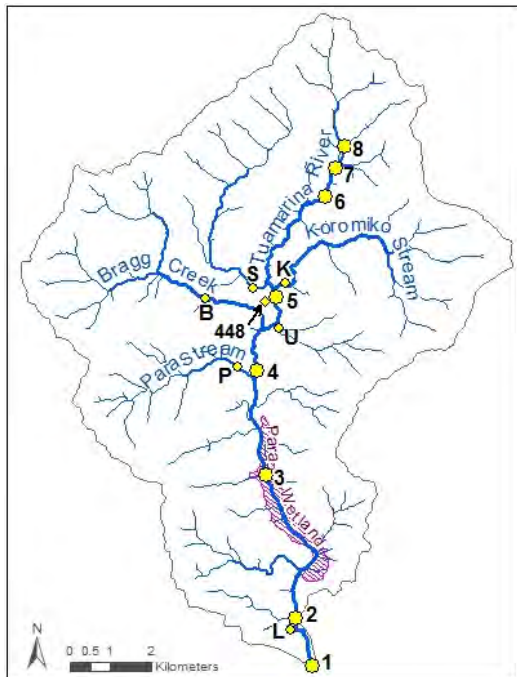 8
7
6
Tuamarina River
Koromiko Stream
Bragg Creek
S
K
5
B
448
U
Para Stream
P
4
Para Wetland
3
2
L
1
N
0 0.5 1 2
Kilometers